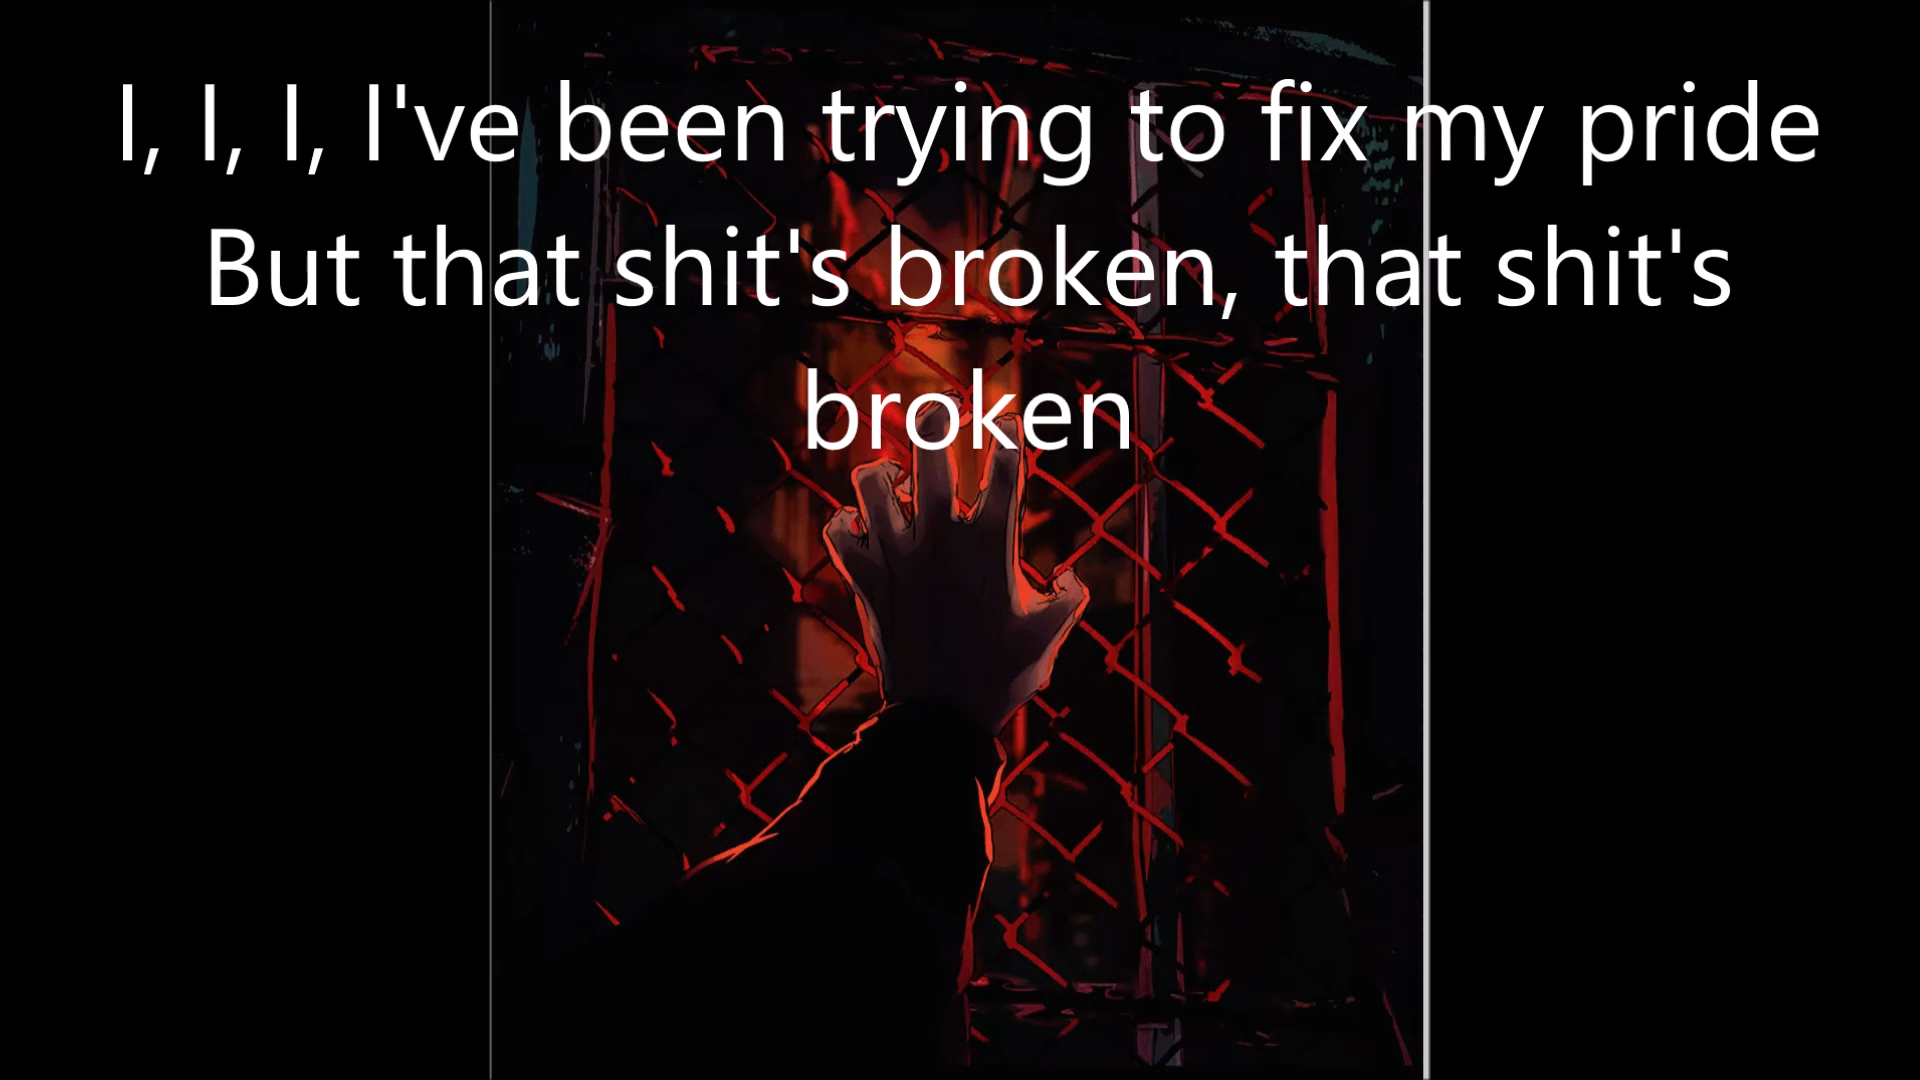 I, I, I, I've been trying to fix my pride
But that shit's broken, that shit's
broken